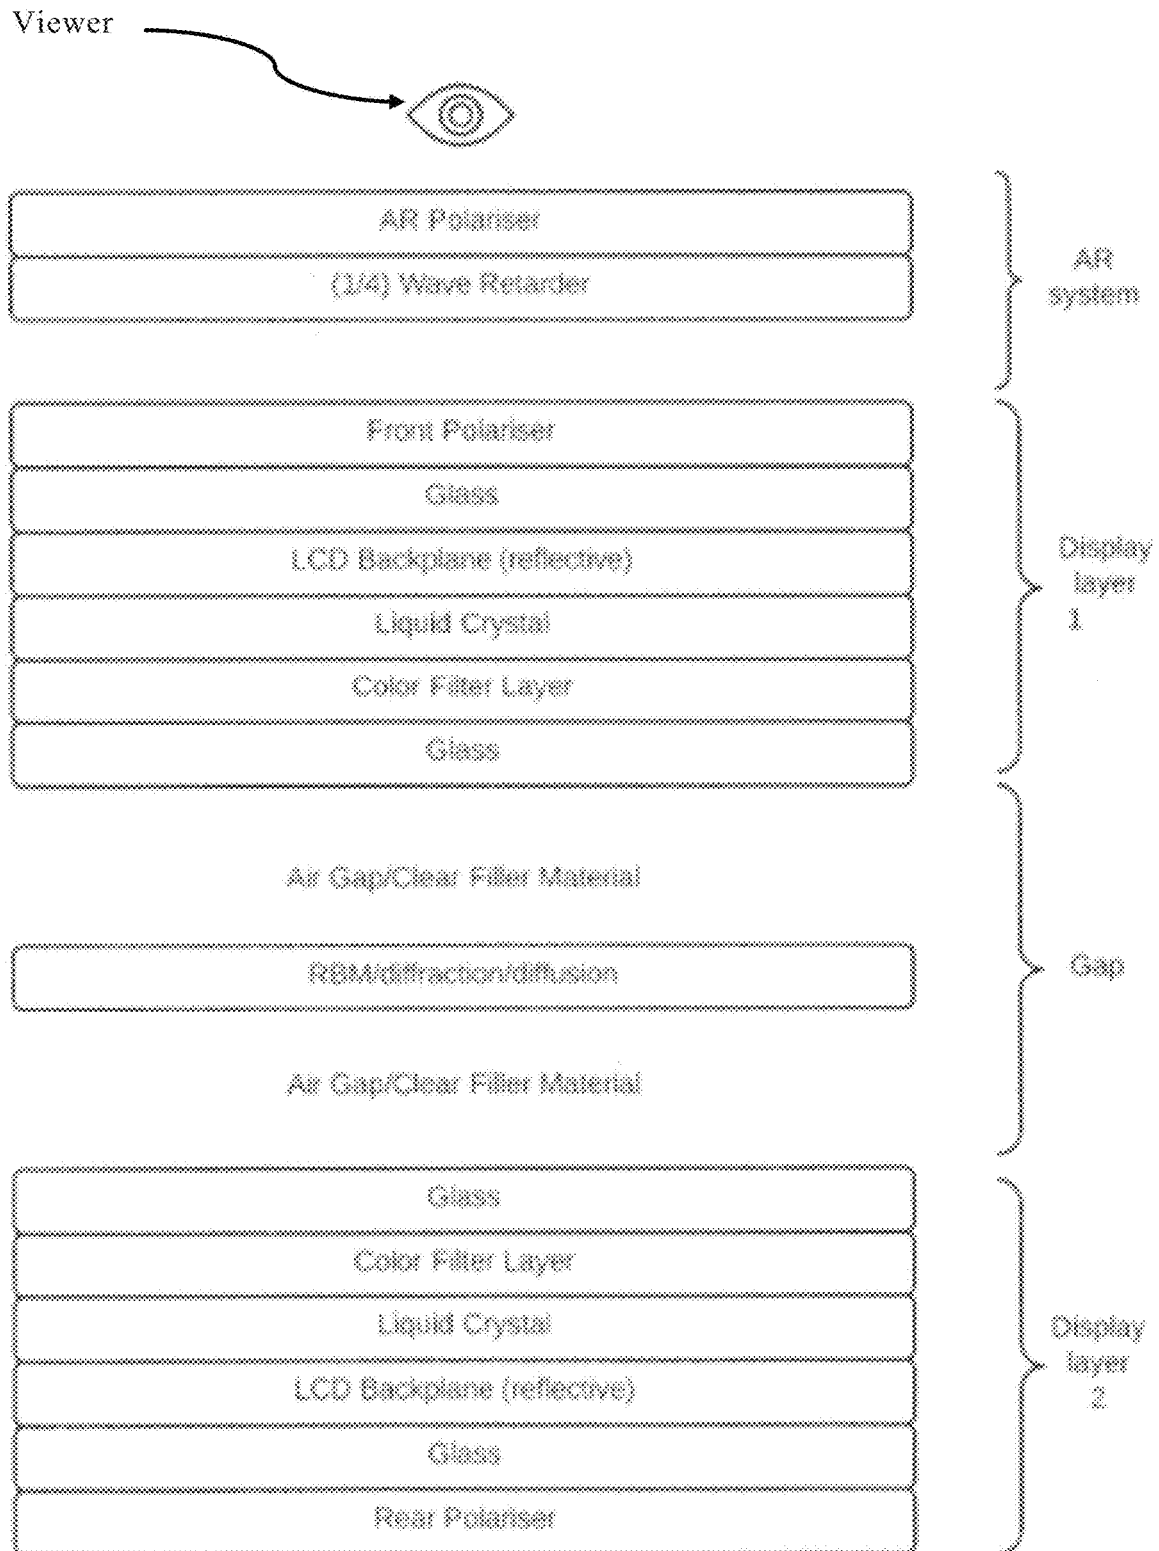 Viewer
AR Polariser
(1/4) Wave Retarder
AR
system
Front Polariser
Glass
LCD Backplane (reflective)
Liquid Crystal
Color Filter Layer
Glass
Display
layer
1
Air Gap/Clear Filler Material
RBM/diffraction/diffusion
Air Gap/Clear Filler Material
Gap
Glass
Color Filter Layer
Liquid Crystal
LCD Backplane (reflective)
Glass
Rear Polariser
Display
layer
2